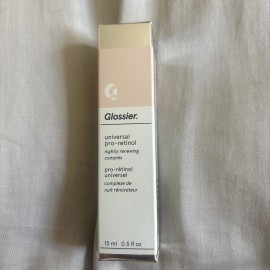 G
Glossier.
universal
pro-retinol
nightly renewing
complex
pro-rétinol
universel
complexe de
nuit rénovateur
15 ml 0.5 fl oz